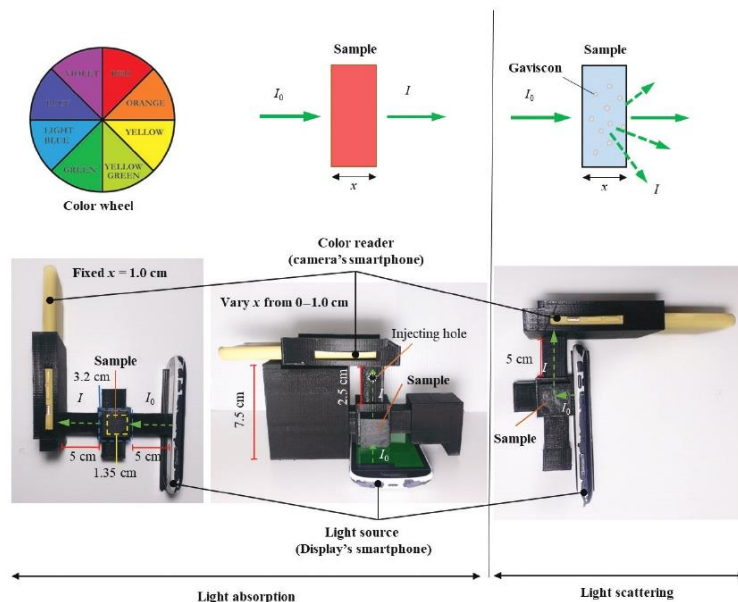 VIOLET
RED
ORANGE
YELLOW
YELLOW
GREEN
GREEN
LIGHT
BLUE
Color wheel
Sample
I₀
I
x
Sample
Gaviscon
I₀
I
x
Color reader
(camera's smartphone)
Fixed x = 1.0 cm
Sample
3.2 cm
I
I₀
5 cm
5 cm
1.35 cm
Vary x from 0–1.0 cm
Injecting hole
7.5 cm
2.5 cm
I
Sample
I₀
5 cm
I
I₀
Sample
Light source
(Display's smartphone)
Light absorption
Light scattering